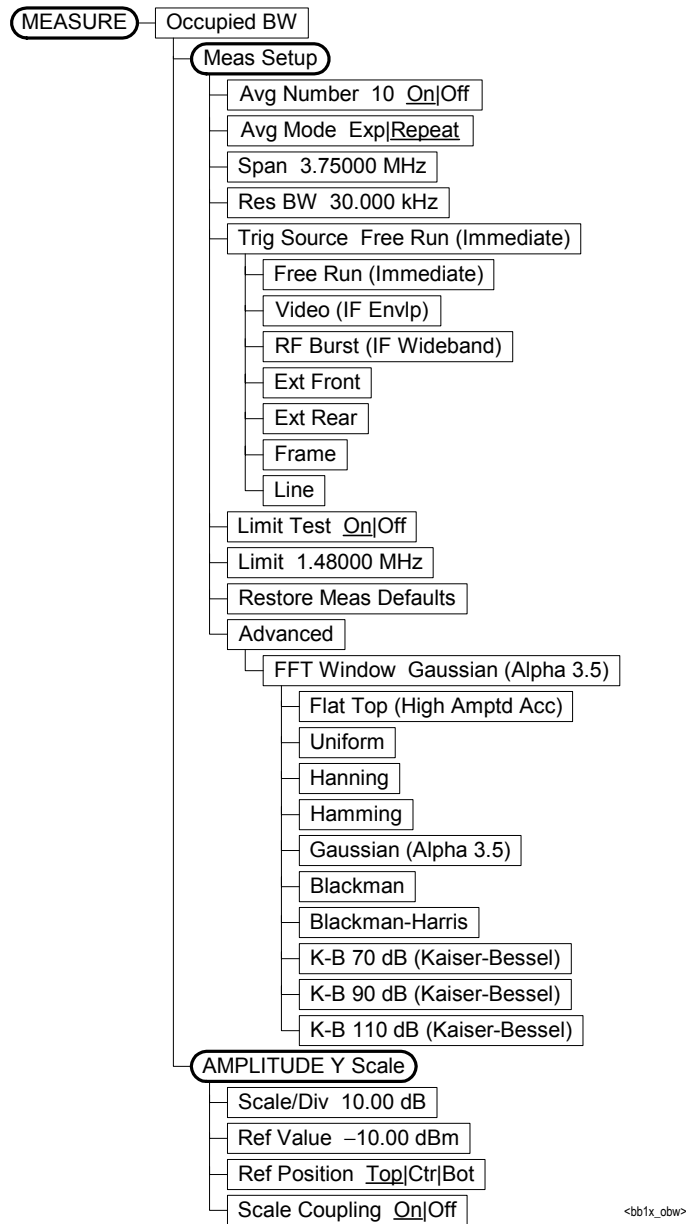 MEASURE
Occupied BW
Meas Setup
Avg Number 10 On|Off
Avg Mode Exp|Repeat
Span 3.75000 MHz
Res BW 30.000 kHz
Trig Source Free Run (Immediate)
Free Run (Immediate)
Video (IF Envlp)
RF Burst (IF Wideband)
Ext Front
Ext Rear
Frame
Line
Limit Test On|Off
Limit 1.48000 MHz
Restore Meas Defaults
Advanced
FFT Window Gaussian (Alpha 3.5)
Flat Top (High Amptd Acc)
Uniform
Hanning
Hamming
Gaussian (Alpha 3.5)
Blackman
Blackman-Harris
K-B 70 dB (Kaiser-Bessel)
K-B 90 dB (Kaiser-Bessel)
K-B 110 dB (Kaiser-Bessel)
AMPLITUDE Y Scale
Scale/Div 10.00 dB
Ref Value –10.00 dBm
Ref Position Top|Ctr|Bot
Scale Coupling On|Off
<bb1x_obw>